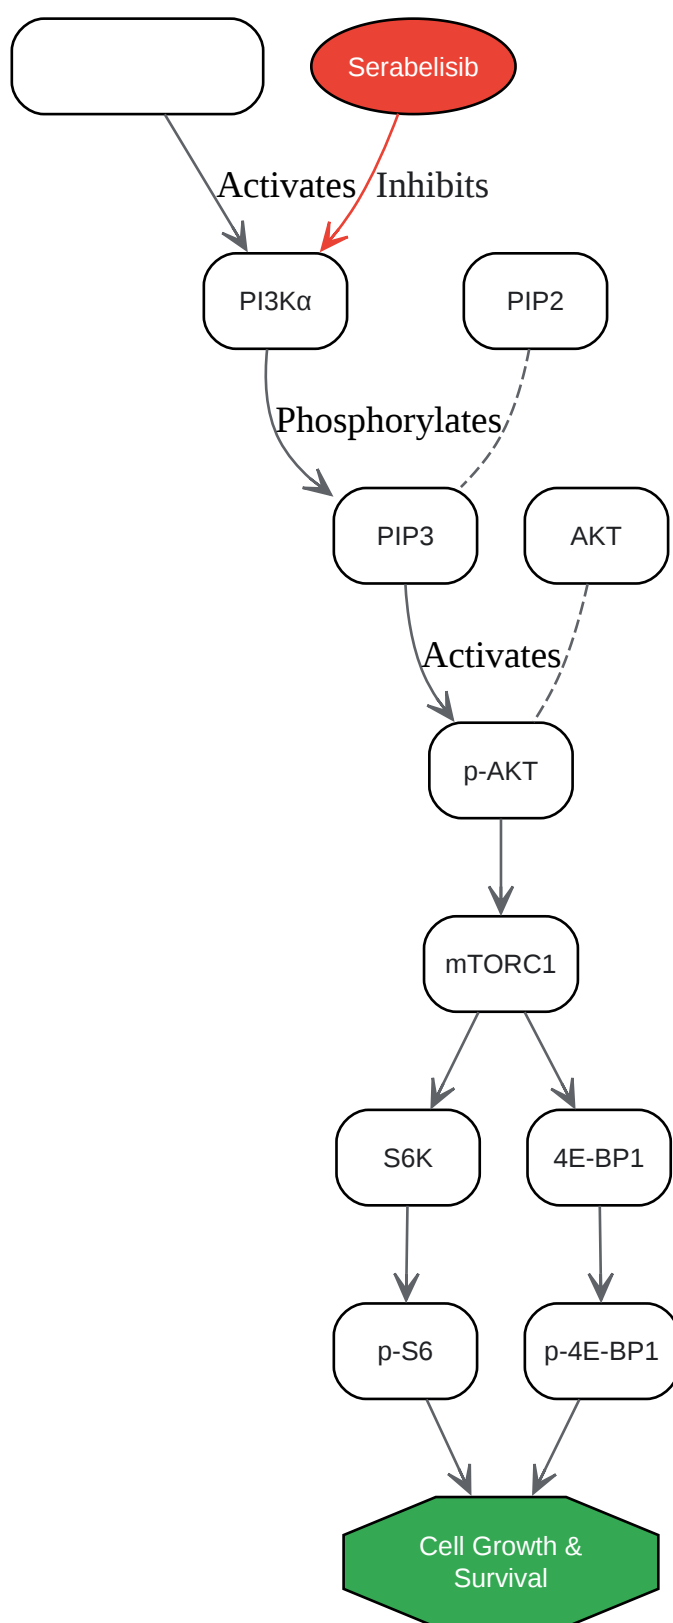 Serabelisib
Activates
Inhibits
PI3Kα
PIP2
Phosphorylates
PIP3
AKT
Activates
p-AKT
mTORC1
S6K
4E-BP1
p-S6
p-4E-BP1
Cell Growth &
Survival